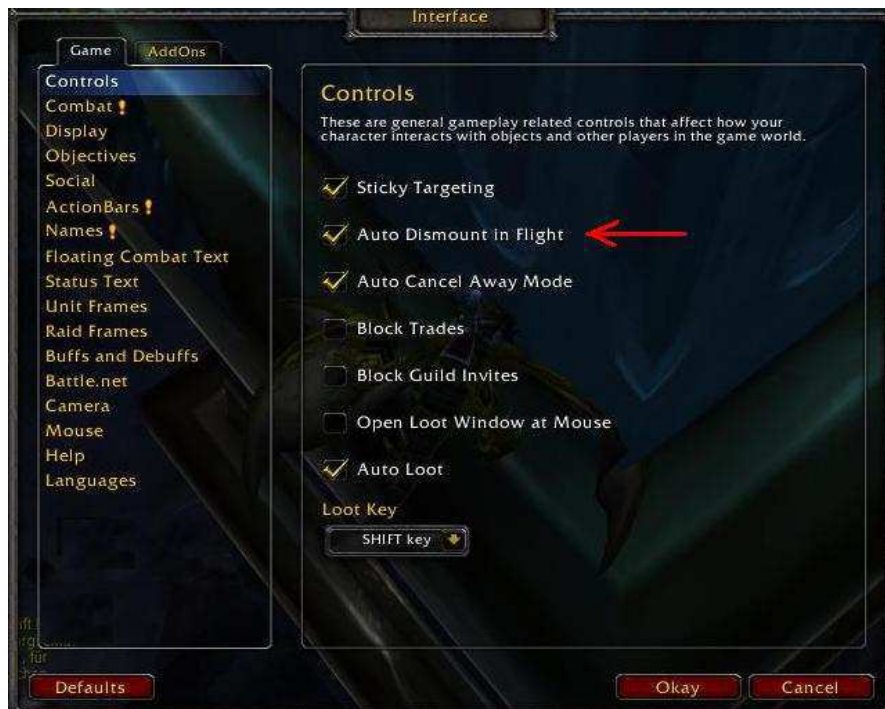 Interface
Game
AddOns
Controls
Combat !
Display
Objectives
Social
ActionBars !
Names !
Floating Combat Text
Status Text
Unit Frames
Raid Frames
Buffs and Debuffs
Battle.net
Camera
Mouse
Help
Languages
Controls
These are general gameplay related controls that affect how your
character interacts with objects and other players in the game world.
Sticky Targeting
Auto Dismount in Flight
Auto Cancel Away Mode
Block Trades
Block Guild Invites
Open Loot Window at Mouse
Auto Loot
Loot Key
SHIFT key
für
Defaults
Okay
Cancel